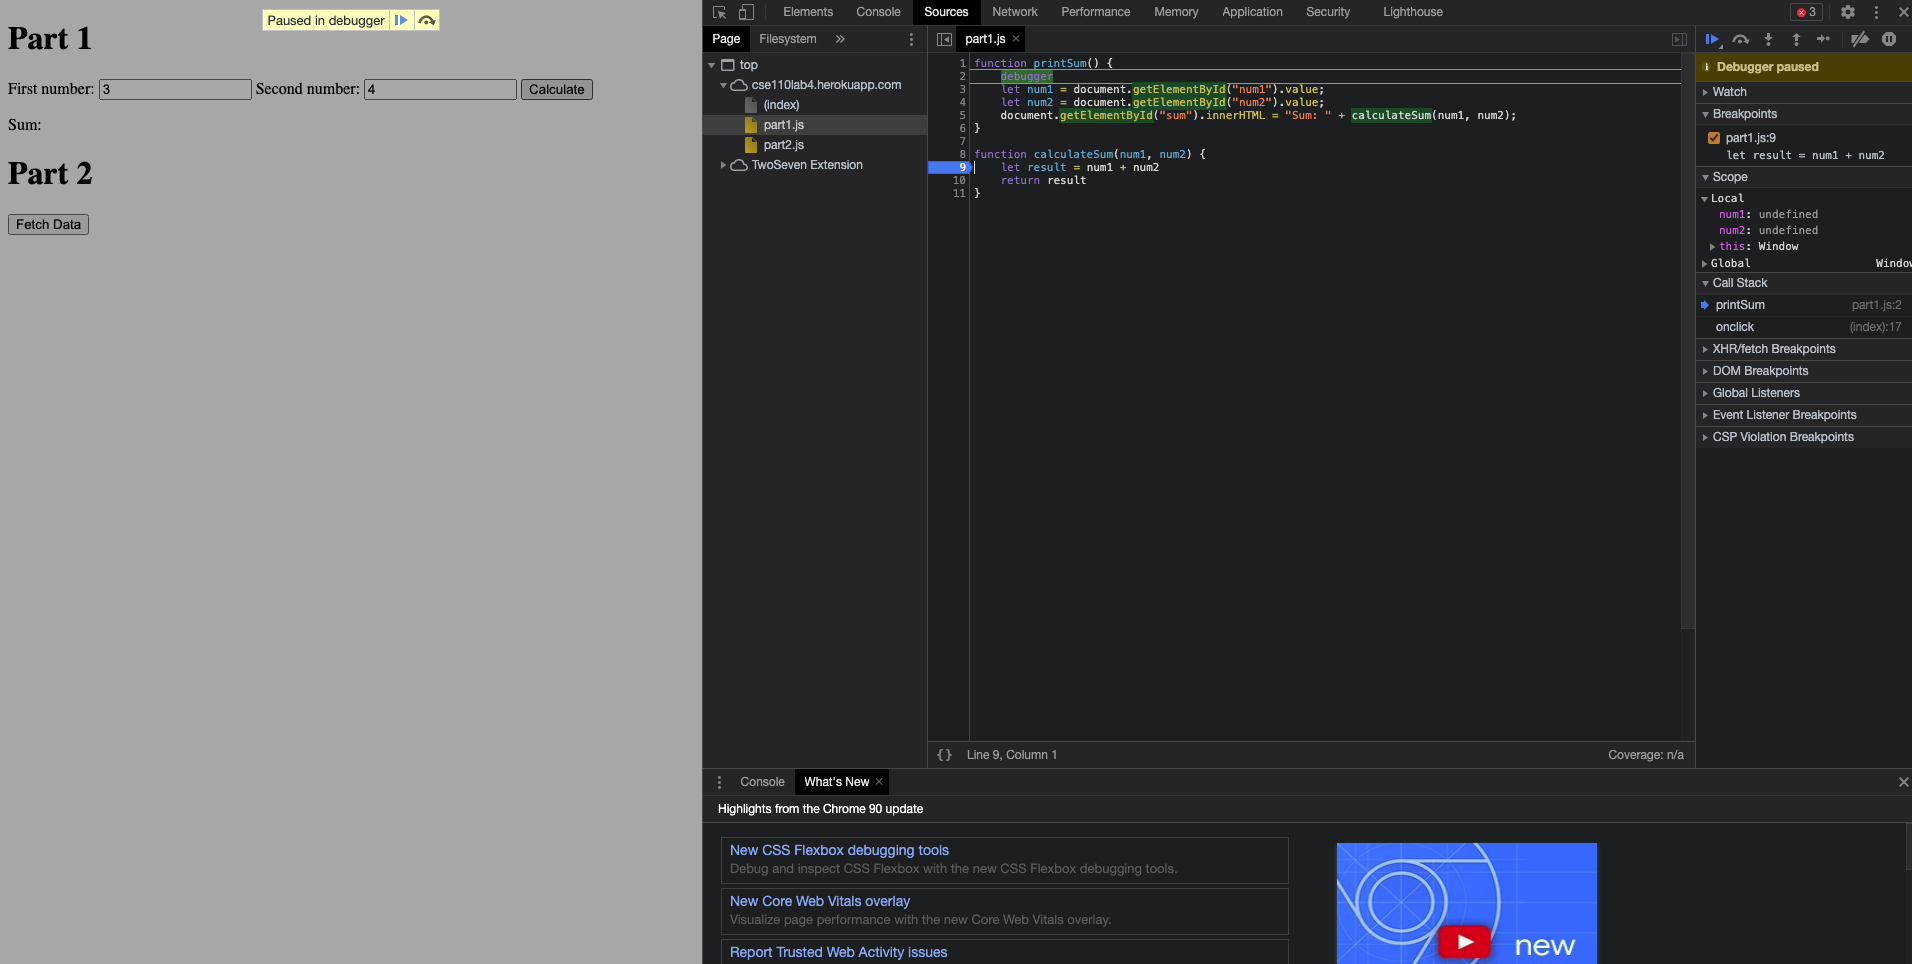 Paused in debugger
Part 1
First number: 3 Second number: 4 Calculate
Sum:
Part 2
Fetch Data
Elements Console Sources Network Performance Memory Application Security Lighthouse 3
Page Filesystem »
top
cse110lab4.herokuapp.com
(index)
part1.js
part2.js
TwoSeven Extension
part1.js ×
1 function printSum() {
2 debugger
3 let num1 = document.getElementById("num1").value;
4 let num2 = document.getElementById("num2").value;
5 document.getElementById("sum").innerHTML = "Sum: " + calculateSum(num1, num2);
6 }
7
8 function calculateSum(num1, num2) {
9 let result = num1 + num2
10 return result
11 }
{} Line 9, Column 1 Coverage: n/a
Debugger paused
Watch
Breakpoints
part1.js:9
let result = num1 + num2
Scope
Local
num1: undefined
num2: undefined
this: Window
Global Window
Call Stack
printSum part1.js:2
onclick (index):17
XHR/fetch Breakpoints
DOM Breakpoints
Global Listeners
Event Listener Breakpoints
CSP Violation Breakpoints
Console What's New ×
Highlights from the Chrome 90 update
New CSS Flexbox debugging tools
Debug and inspect CSS Flexbox with the new CSS Flexbox debugging tools.
New Core Web Vitals overlay
Visualize page performance with the new Core Web Vitals overlay.
Report Trusted Web Activity issues
new